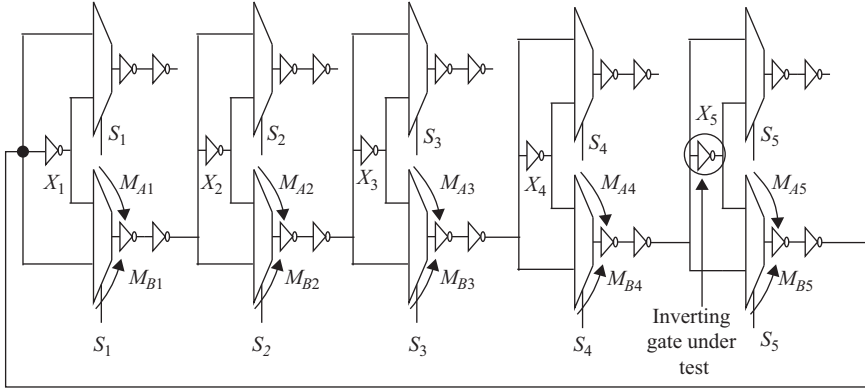 S1
S2
S3
S4
X5
S5
X1
MA1
X2
MA2
X3
MA3
X4
MA4
MA5
MB1
MB2
MB3
MB4
MB5
S1
S2
S3
S4
Inverting
gate under
test
S5